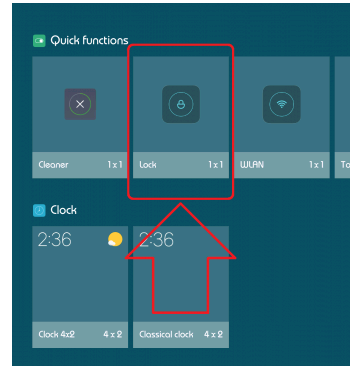 Quick functions
Cleaner 1 x 1
Lock 1 x 1
WLAN 1 x 1
Clock
2:36
2:36
Clock 4x2 4 x 2
Classical clock 4 x 2